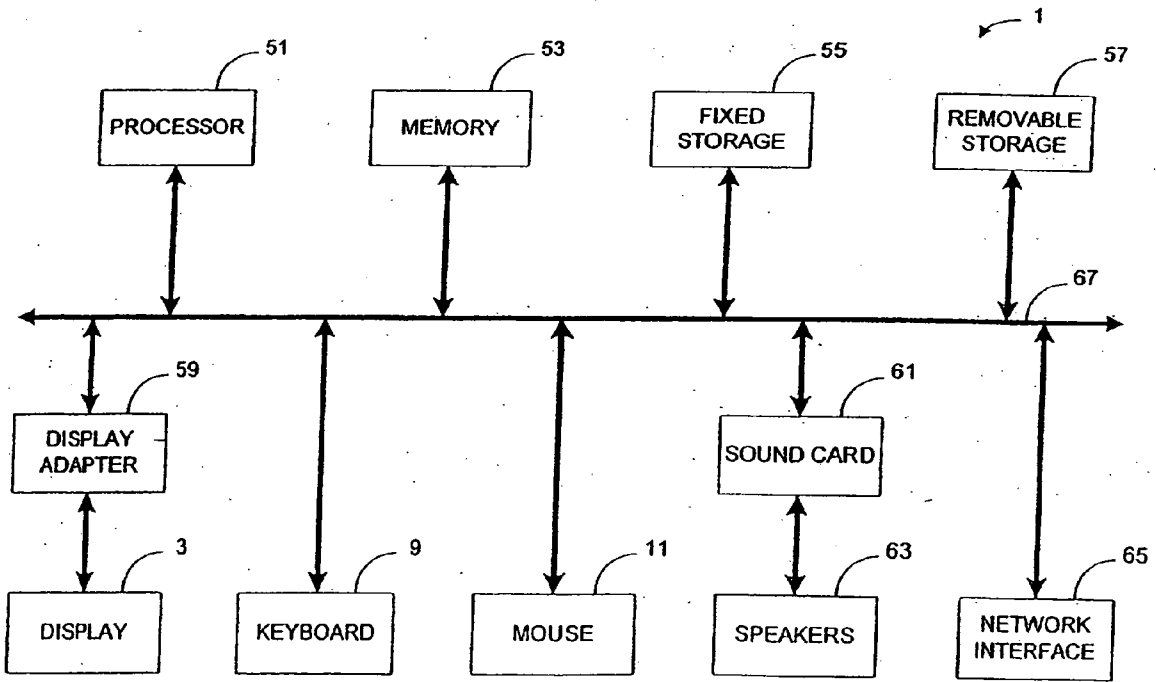 1
51
53
55
57
PROCESSOR
MEMORY
FIXED
STORAGE
REMOVABLE
STORAGE
67
59
61
DISPLAY
ADAPTER
SOUND CARD
3
9
11
63
65
DISPLAY
KEYBOARD
MOUSE
SPEAKERS
NETWORK
INTERFACE